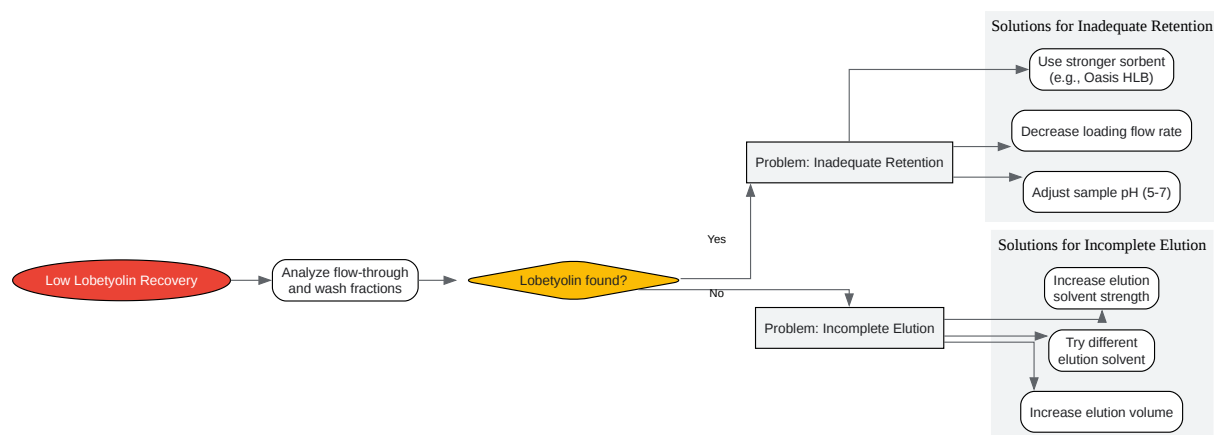 Low Lobetyolin Recovery
Analyze flow-through
and wash fractions
Lobetyolin found?
Yes
No
Problem: Inadequate Retention
Problem: Incomplete Elution
Solutions for Inadequate Retention
Use stronger sorbent
(e.g., Oasis HLB)
Decrease loading flow rate
Adjust sample pH (5-7)
Solutions for Incomplete Elution
Increase elution
solvent strength
Try different
elution solvent
Increase elution volume